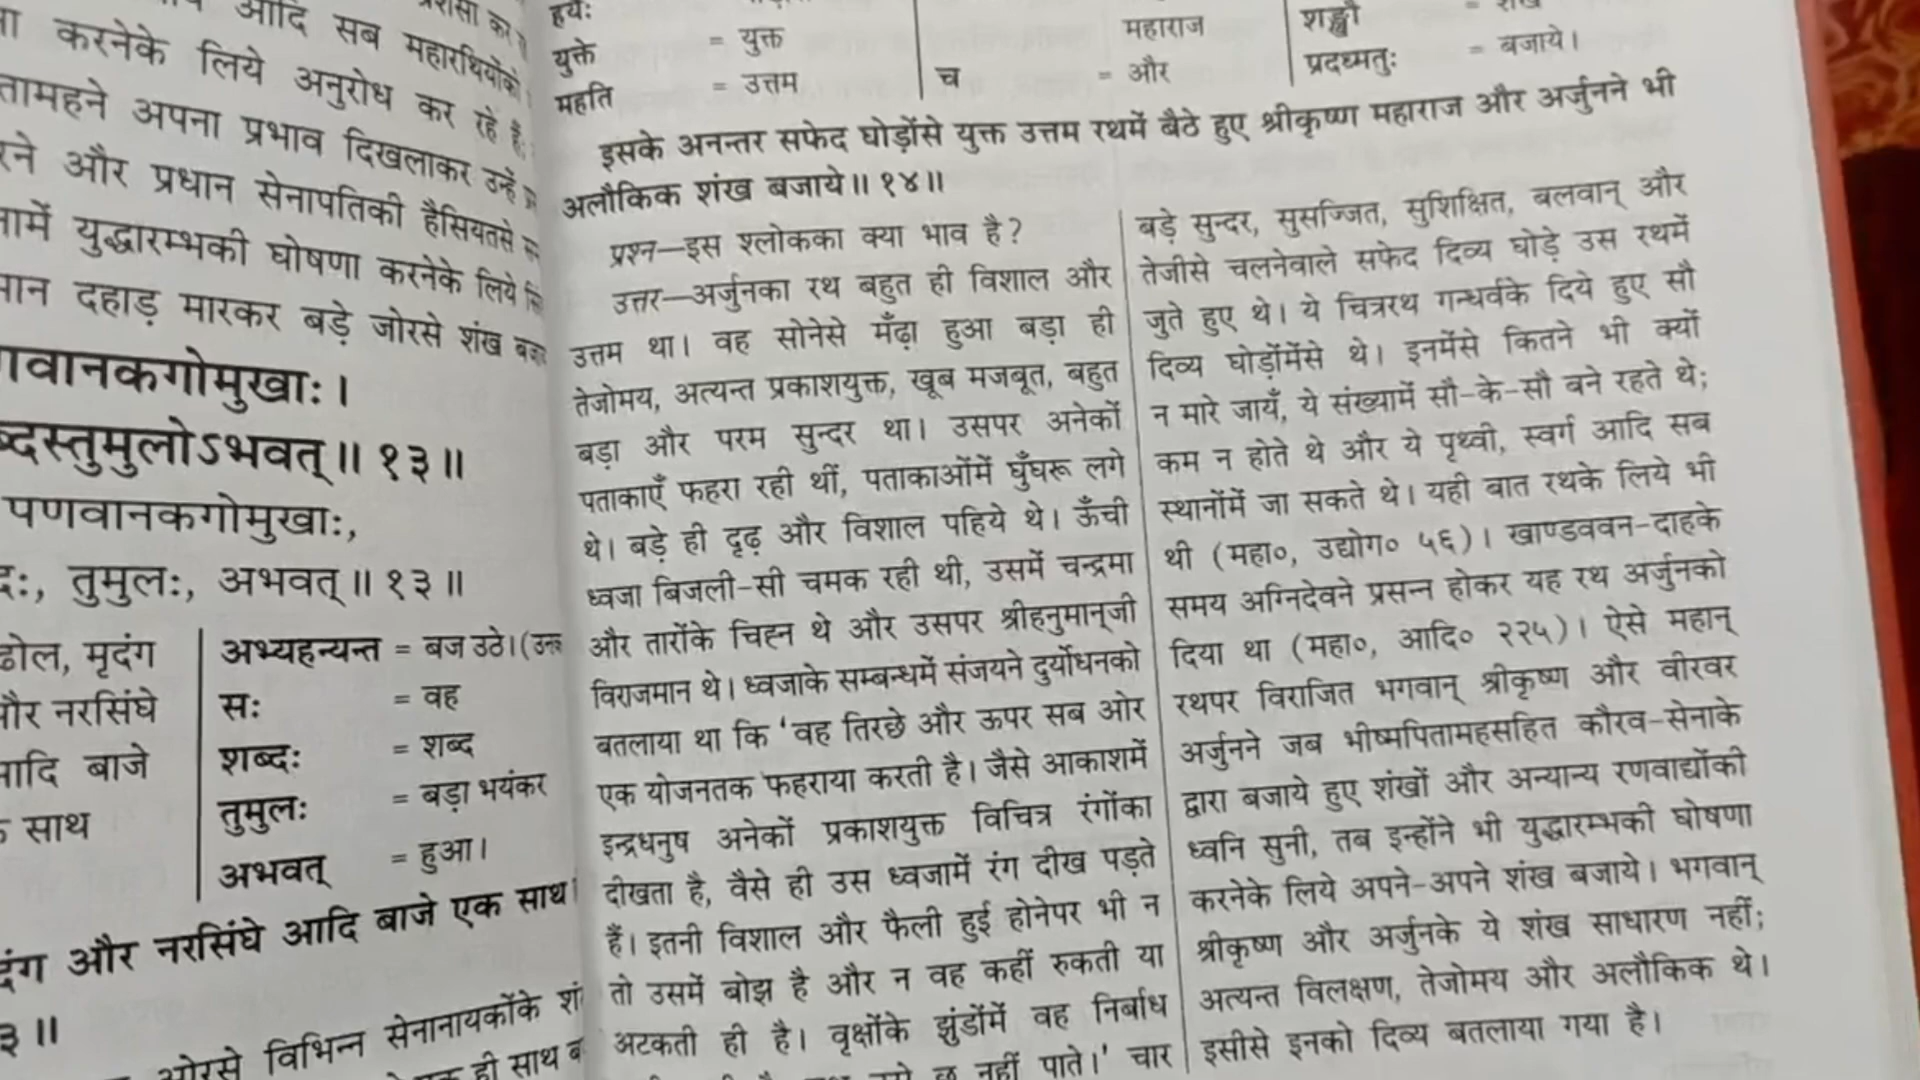 आदि सब महारथियोंको
करनेके लिये अनुरोध कर रहे हैं,
अपना प्रभाव दिखलाकर उन्हें
और प्रधान सेनापतिकी हैसियतसे
युद्धारम्भकी घोषणा करनेके लिये
दहाड़ मारकर बड़े जोरसे शंख
॥ १३ ॥
पणवानकगोमुखाः,
तुमुलः, अभवत् ॥ १३ ॥
ढोल, मृदंग
और नरसिंघे
आदि बाजे
साथ
अभ्यहन्यन्त = बज उठे। (उनका
सः = वह
शब्दः = शब्द
तुमुलः = बड़ा भयंकर
अभवत् = हुआ।
और नरसिंघे आदि बाजे एक साथ
॥
ओरसे विभिन्न सेनानायकोंके
ही साथ
हयैः
युक्ते = युक्त
महति = उत्तम
महाराज
च = और
शङ्खौ = शंख
प्रदध्मतुः = बजाये।
इसके अनन्तर सफेद घोड़ोंसे युक्त उत्तम रथमें बैठे हुए श्रीकृष्ण महाराज और अर्जुनने भी
अलौकिक शंख बजाये॥ १४॥
प्रश्न—इस श्लोकका क्या भाव है?
उत्तर—अर्जुनका रथ बहुत ही विशाल और
उत्तम था। वह सोनेसे मँढ़ा हुआ बड़ा ही
तेजोमय, अत्यन्त प्रकाशयुक्त, खूब मजबूत, बहुत
बड़ा और परम सुन्दर था। उसपर अनेकों
पताकाएँ फहरा रही थीं, पताकाओंमें घुँघरू लगे
थे। बड़े ही दृढ़ और विशाल पहिये थे। ऊँची
ध्वजा बिजली-सी चमक रही थी, उसमें चन्द्रमा
और तारोंके चिह्न थे और उसपर श्रीहनुमान्‌जी
विराजमान थे। ध्वजाके सम्बन्धमें संजयने दुर्योधनको
बतलाया था कि 'वह तिरछे और ऊपर सब ओर
एक योजनतक फहराया करती है। जैसे आकाशमें
इन्द्रधनुष अनेकों प्रकाशयुक्त विचित्र रंगोंका
दीखता है, वैसे ही उस ध्वजामें रंग दीख पड़ते
हैं। इतनी विशाल और फैली हुई होनेपर भी न
तो उसमें बोझ है और न वह कहीं रुकती या
अटकती ही है। वृक्षोंके झुंडोंमें वह निर्बाध
छू नहीं पाते।' चार
बड़े सुन्दर, सुसज्जित, सुशिक्षित, बलवान् और
तेजीसे चलनेवाले सफेद दिव्य घोड़े उस रथमें
जुते हुए थे। ये चित्ररथ गन्धर्वके दिये हुए सौ
दिव्य घोड़ोंमेंसे थे। इनमेंसे कितने भी क्यों
न मारे जायँ, ये संख्यामें सौ-के-सौ बने रहते थे;
कम न होते थे और ये पृथ्वी, स्वर्ग आदि सब
स्थानोंमें जा सकते थे। यही बात रथके लिये भी
थी (महा०, उद्योग० ५६)। खाण्डववन-दाहके
समय अग्निदेवने प्रसन्न होकर यह रथ अर्जुनको
दिया था (महा०, आदि० २२५)। ऐसे महान्
रथपर विराजित भगवान् श्रीकृष्ण और वीरवर
अर्जुनने जब भीष्मपितामहसहित कौरव-सेनाके
द्वारा बजाये हुए शंखों और अन्यान्य रणवाद्योंकी
ध्वनि सुनी, तब इन्होंने भी युद्धारम्भकी घोषणा
करनेके लिये अपने-अपने शंख बजाये। भगवान्
श्रीकृष्ण और अर्जुनके ये शंख साधारण नहीं;
अत्यन्त विलक्षण, तेजोमय और अलौकिक थे।
इसीसे इनको दिव्य बतलाया गया है।